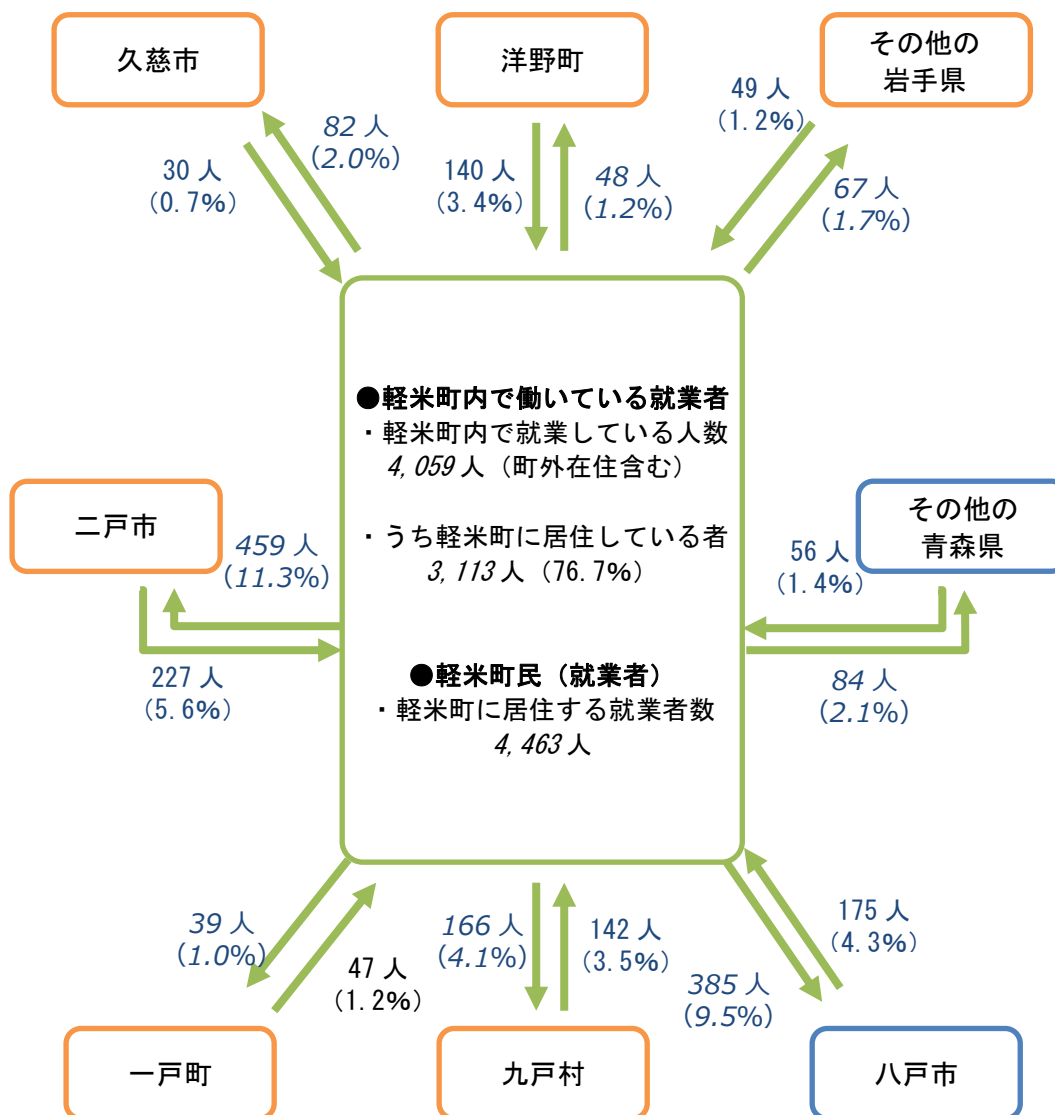 久慈市
洋野町
その他の
岩手県
30 人
(0.7%)
82 人
(2.0%)
140 人
(3.4%)
48 人
(1.2%)
49 人
(1.2%)
67 人
(1.7%)
●軽米町内で働いている就業者
・軽米町内で就業している人数
4,059 人（町外在住含む）
・うち軽米町に居住している者
3,113 人（76.7%）
●軽米町民（就業者）
・軽米町に居住する就業者数
4,463 人
二戸市
459 人
(11.3%)
227 人
(5.6%)
その他の
青森県
56 人
(1.4%)
84 人
(2.1%)
39 人
(1.0%)
47 人
(1.2%)
166 人
(4.1%)
142 人
(3.5%)
385 人
(9.5%)
175 人
(4.3%)
一戸町
九戸村
八戸市